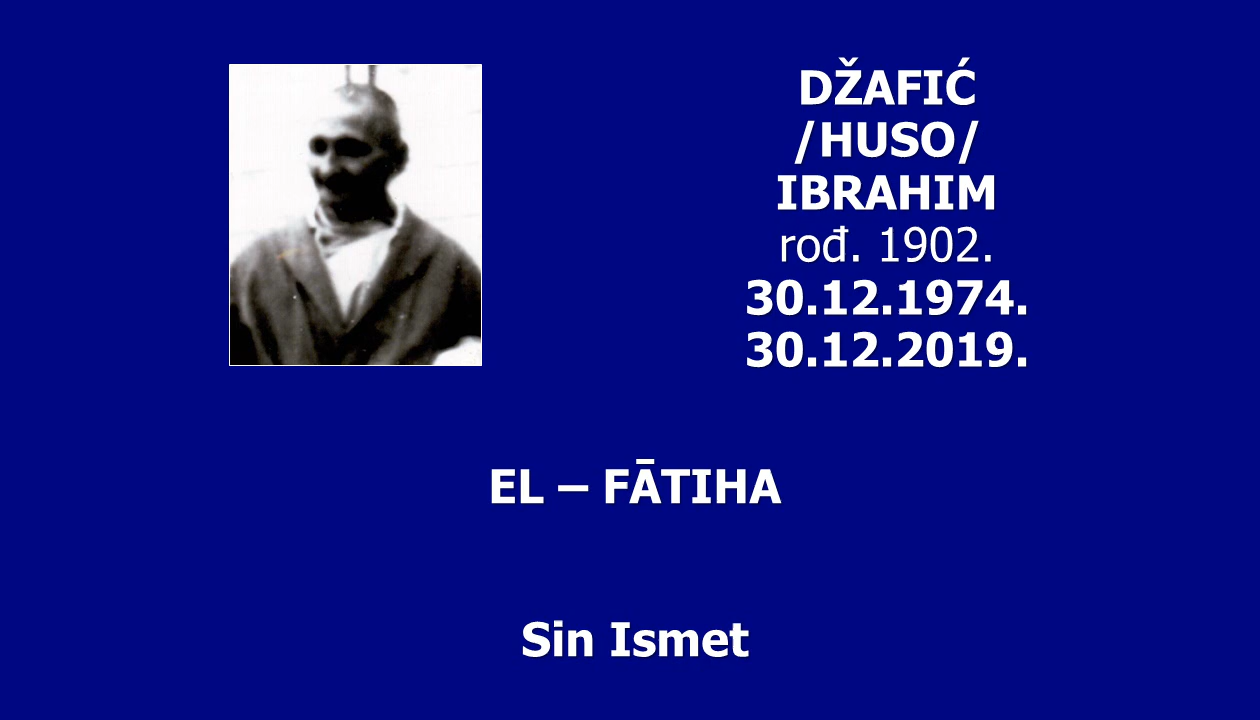 DŽAFIĆ
/HUSO/
IBRAHIM
rođ. 1902.
30.12.1974.
30.12.2019.
EL – FĀTIHA
Sin Ismet